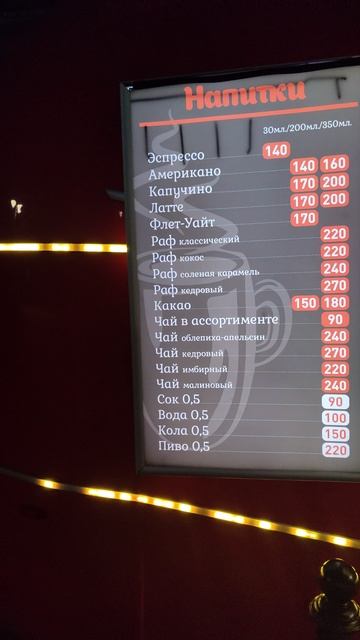 Напитки
30мл./200мл./350мл.
Эспрессо 140
Американо 140 160
Капучино 170 200
Латте 170 200
Флет-Уайт 170
Раф классический 220
Раф кокос 220
Раф соленая карамель 240
Раф кедровый 270
Какао 150 180
Чай в ассортименте 90
Чай облепиха-апельсин 240
Чай кедровый 270
Чай имбирный 220
Чай малиновый 240
Сок 0,5 90
Вода 0,5 100
Кола 0,5 150
Пиво 0,5 220